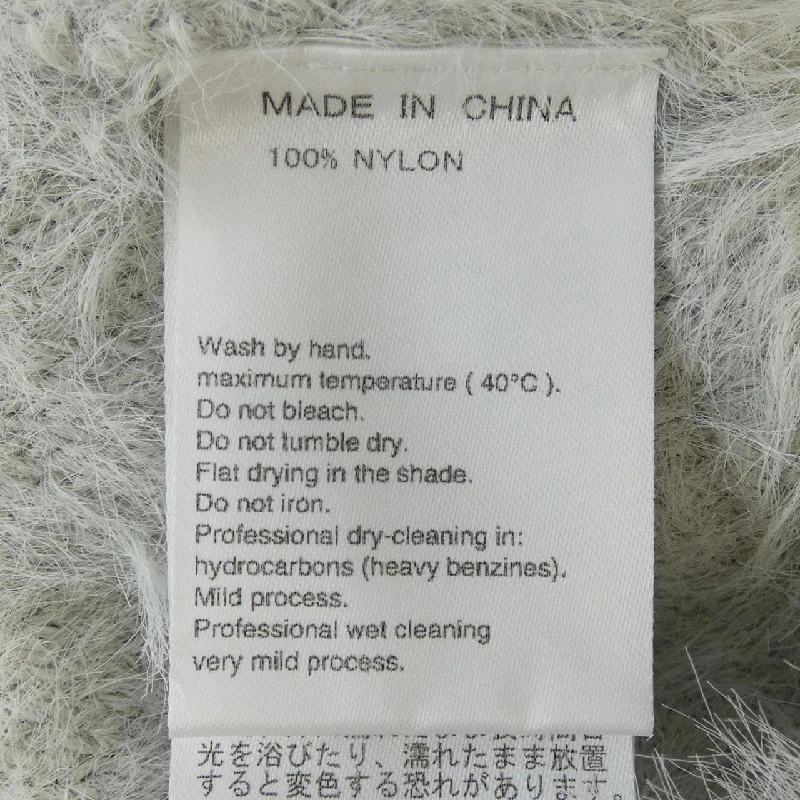 MADE IN CHINA
100% NYLON
Wash by hand.
maximum temperature ( 40°C ).
Do not bleach.
Do not tumble dry.
Flat drying in the shade.
Do not iron.
Professional dry-cleaning in:
hydrocarbons (heavy benzines).
Mild process.
Professional wet cleaning
very mild process.
光を浴びたり、濡れたまま放置
すると変色する恐れがあります。